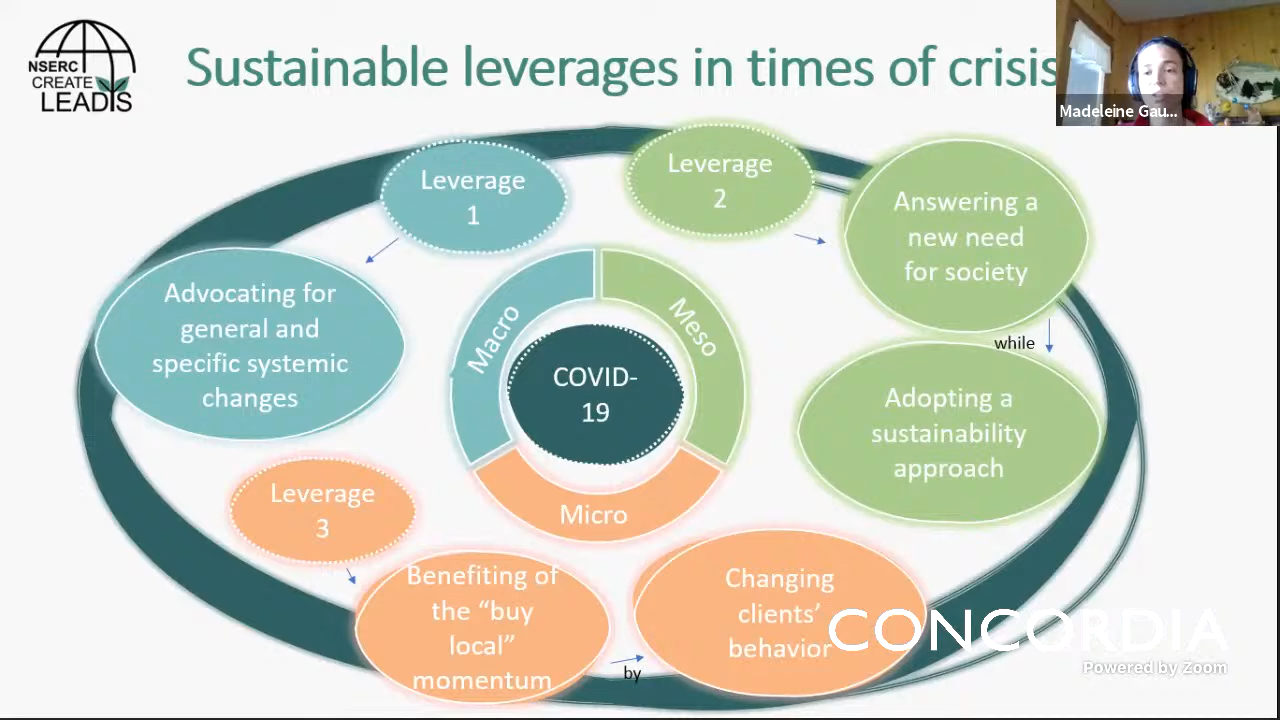 NSERC
CREATE
LEADIS
Sustainable leverages in times of crisis
Madeleine Gau...
Leverage
1
Advocating for
general and
specific systemic
changes
Leverage
2
Answering a
new need
for society
while
Adopting a
sustainability
approach
Macro
Meso
Micro
COVID-
19
Leverage
3
Benefiting of
the “buy
local”
momentum
by
Changing
clients’
behavior
CONCORDIA
Powered by Zoom